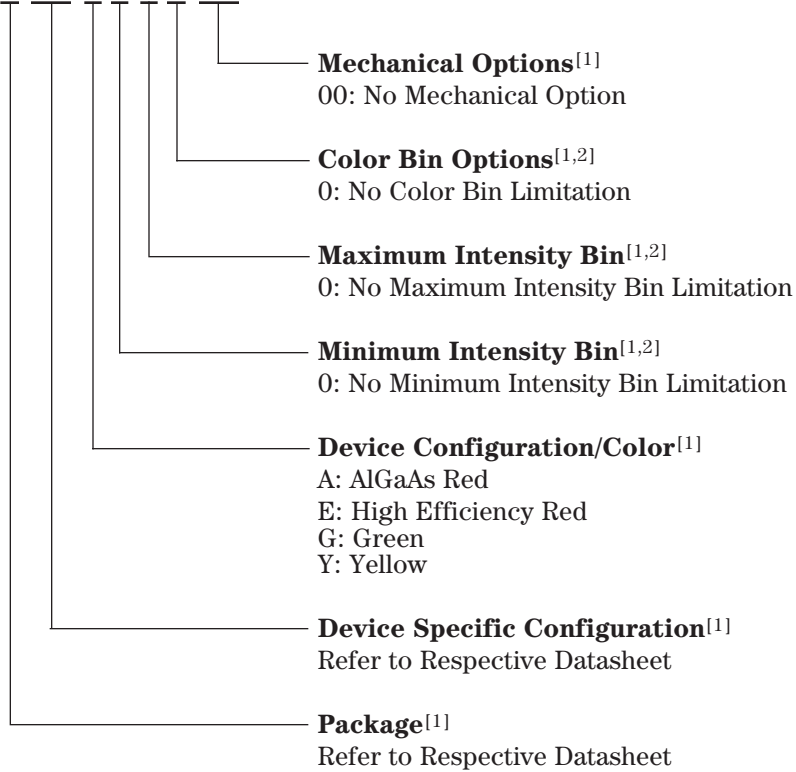 Mechanical Options[1]
00: No Mechanical Option
Color Bin Options[1,2]
0: No Color Bin Limitation
Maximum Intensity Bin[1,2]
0: No Maximum Intensity Bin Limitation
Minimum Intensity Bin[1,2]
0: No Minimum Intensity Bin Limitation
Device Configuration/Color[1]
A: AlGaAs Red
E: High Efficiency Red
G: Green
Y: Yellow
Device Specific Configuration[1]
Refer to Respective Datasheet
Package[1]
Refer to Respective Datasheet